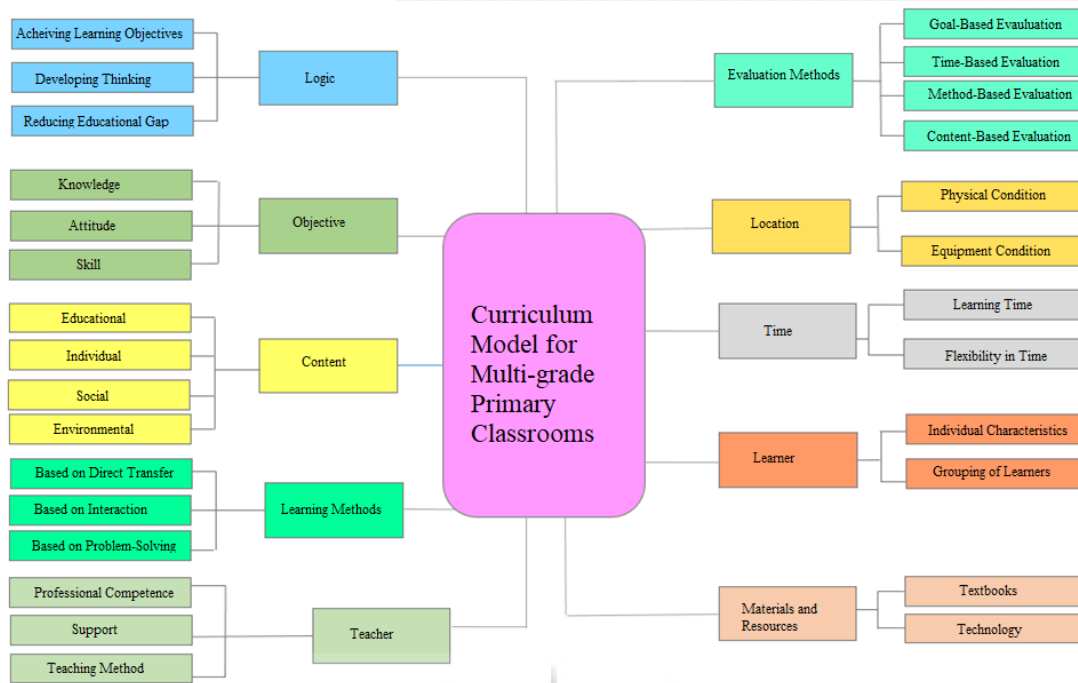 Acheiving Learning Objectives
Developing Thinking
Reducing Educational Gap
Logic
Knowledge
Attitude
Skill
Objective
Educational
Individual
Social
Environmental
Content
Based on Direct Transfer
Based on Interaction
Based on Problem-Solving
Learning Methods
Professional Competence
Support
Teaching Method
Teacher
Curriculum
Model for
Multi-grade
Primary
Classrooms
Evaluation Methods
Goal-Based Evauluation
Time-Based Evaluation
Method-Based Evaluation
Content-Based Evaluation
Location
Physical Condition
Equipment Condition
Time
Learning Time
Flexibility in Time
Learner
Individual Characteristics
Grouping of Learners
Materials and
Resources
Textbooks
Technology